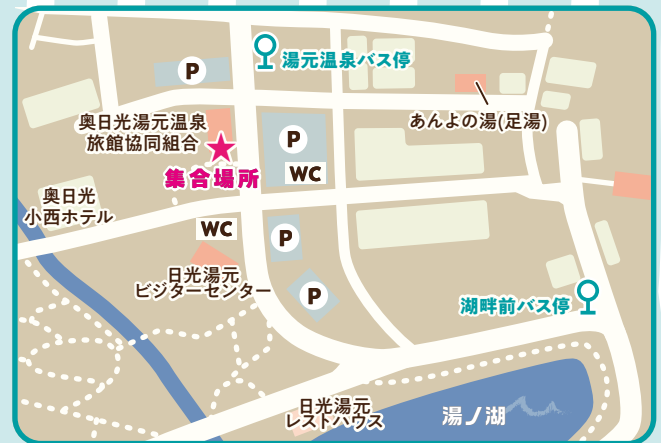 P
湯元温泉バス停
あんよの湯(足湯)
奥日光湯元温泉
旅館協同組合
P
WC
集合場所
奥日光
小西ホテル
WC
P
日光湯元
ビジターセンター
P
湖畔前バス停
日光湯元
レストハウス
湯ノ湖